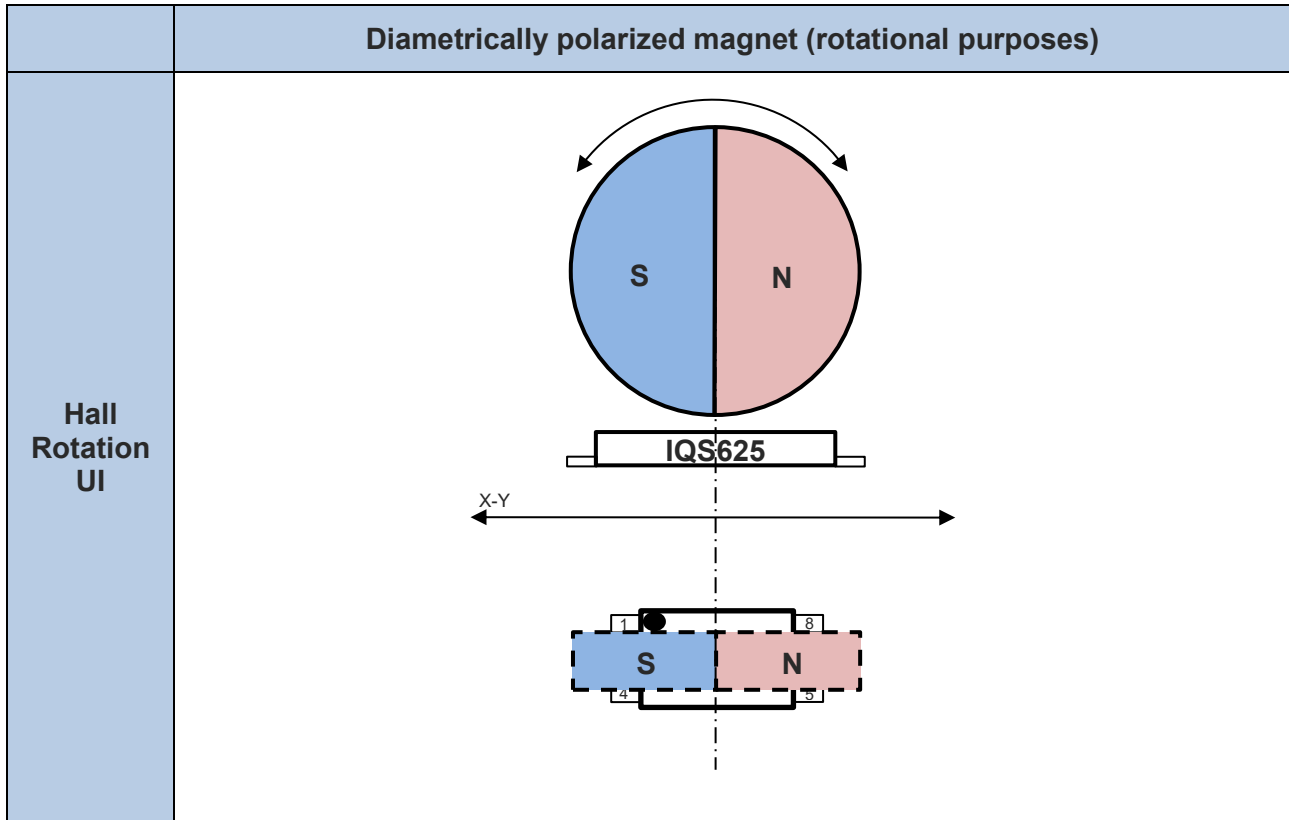 Diametrically polarized magnet (rotational purposes)
Hall
Rotation
UI
S N
IQS625
X-Y
1 8
S N
4 5